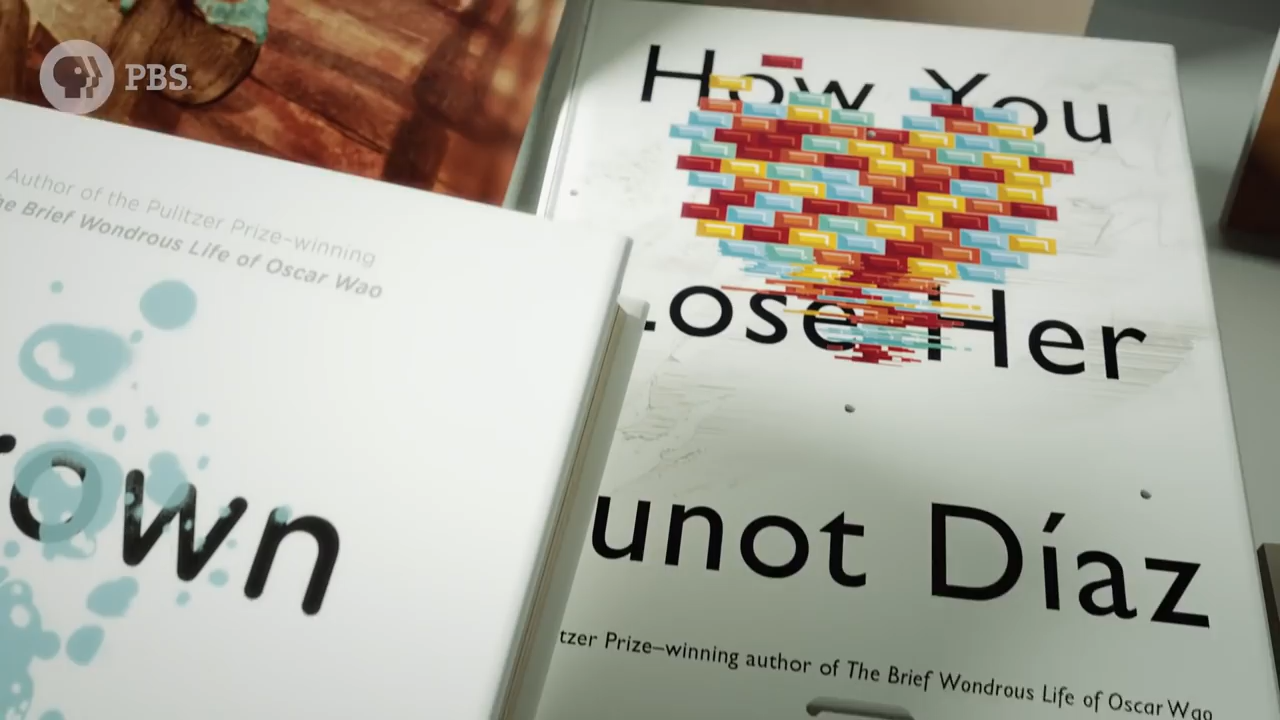 PBS
Author of the Pulitzer Prize-winning
The Brief Wondrous Life of Oscar Wao
own
How You
Lose Her
unot Díaz
tzer Prize–winning author of The Brief Wondrous Life of Oscar Wao